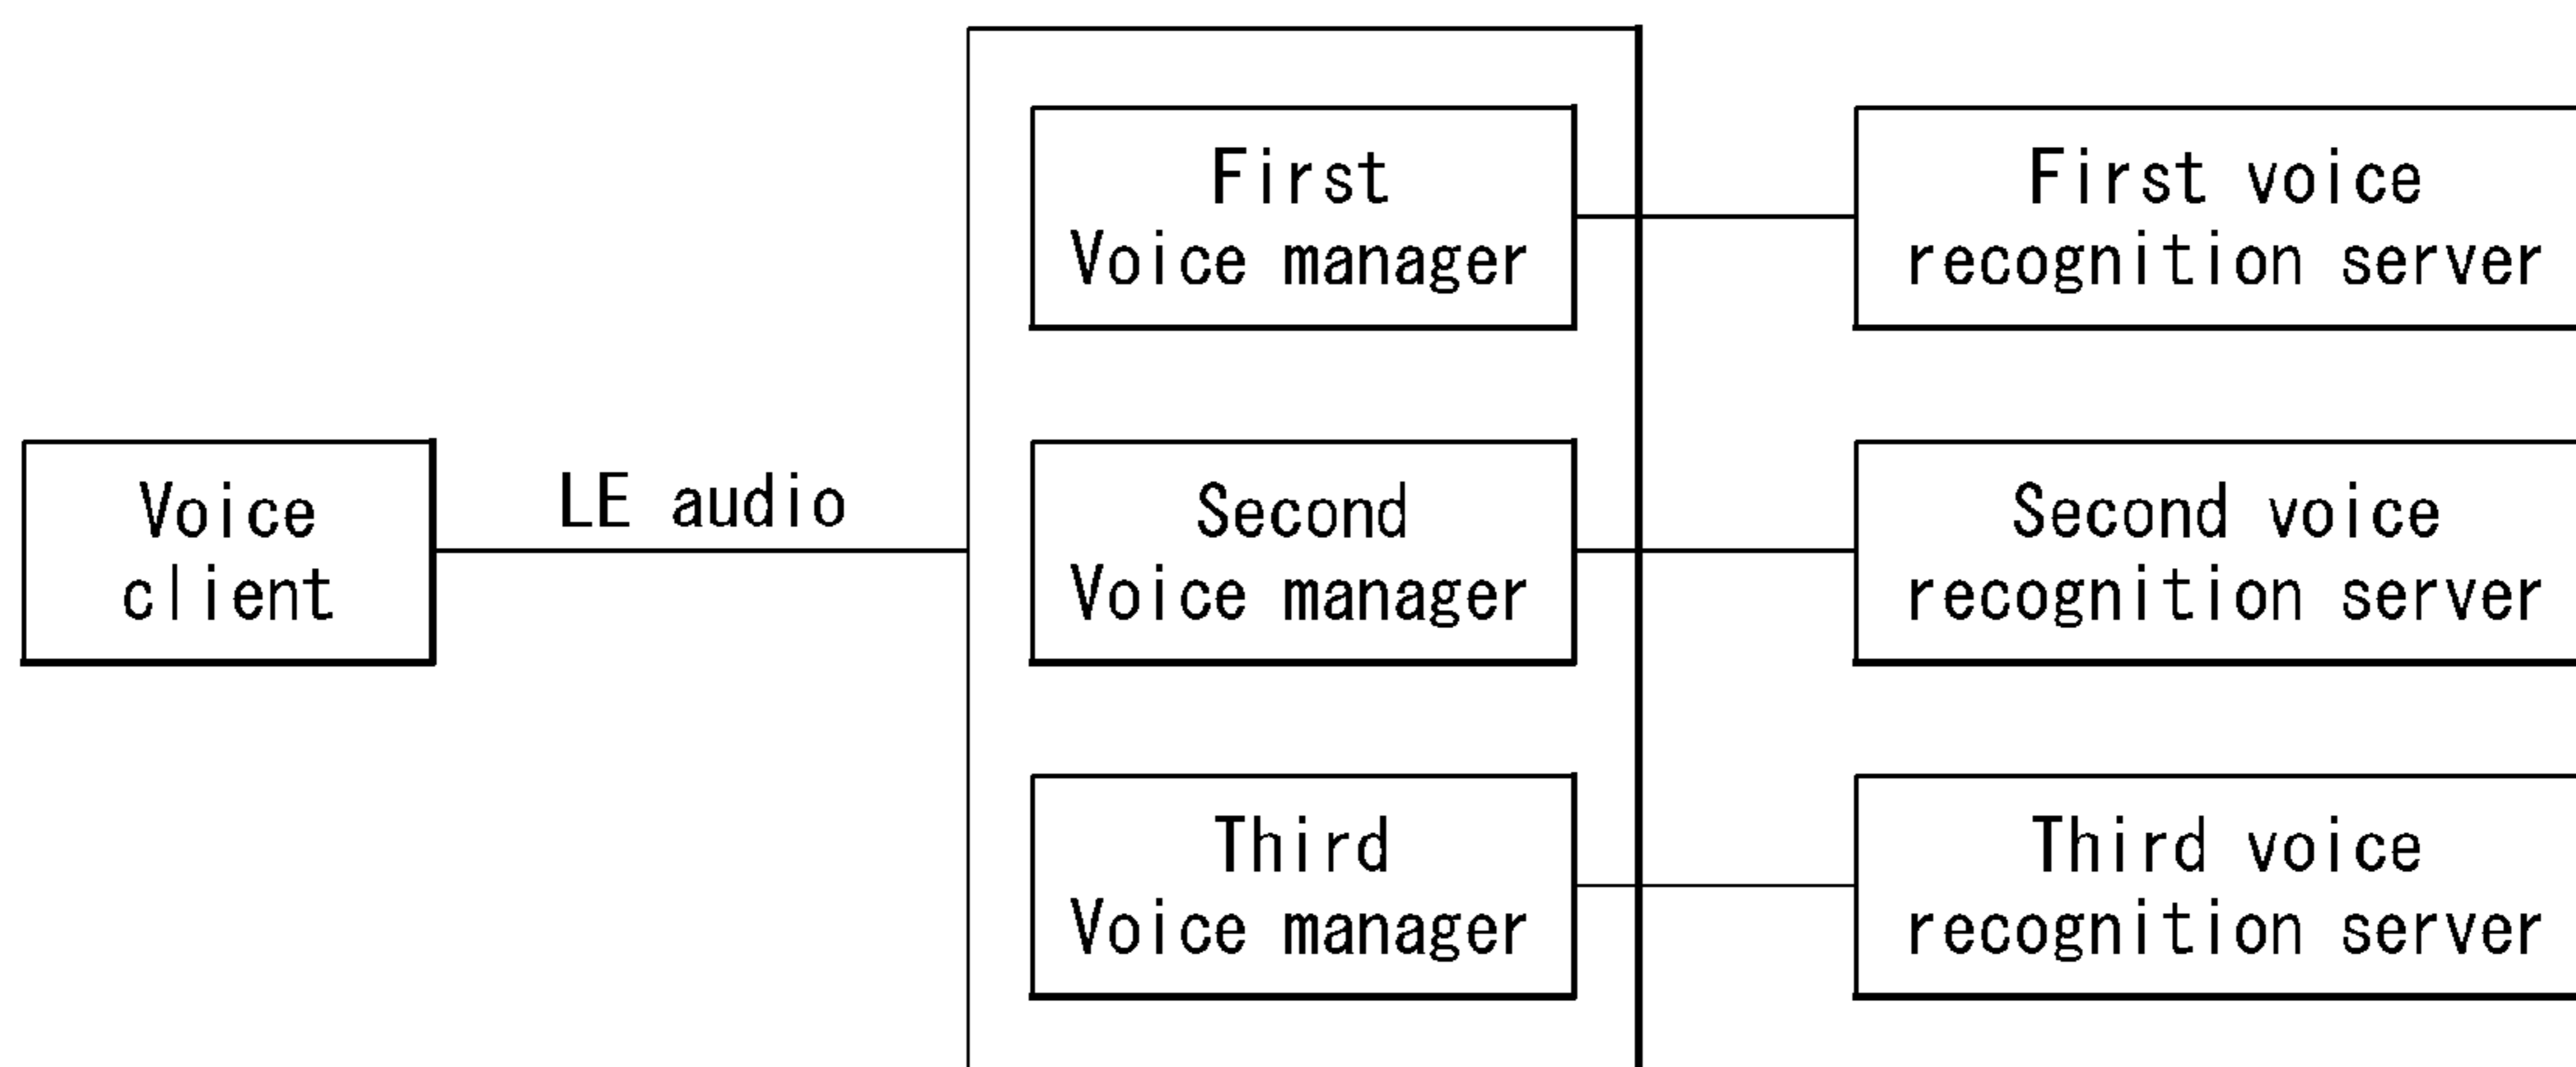 First
Voice manager
First voice
recognition server
Voice
client
LE audio
Second
Voice manager
Second voice
recognition server
Third
Voice manager
Third voice
recognition server